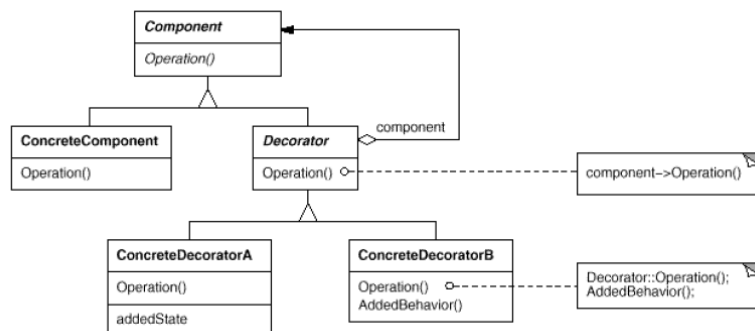 Component
Operation()
component
ConcreteComponent
Operation()
Decorator
Operation()
component->Operation()
ConcreteDecoratorA
Operation()
addedState
ConcreteDecoratorB
Operation()
AddedBehavior()
Decorator::Operation();
AddedBehavior();